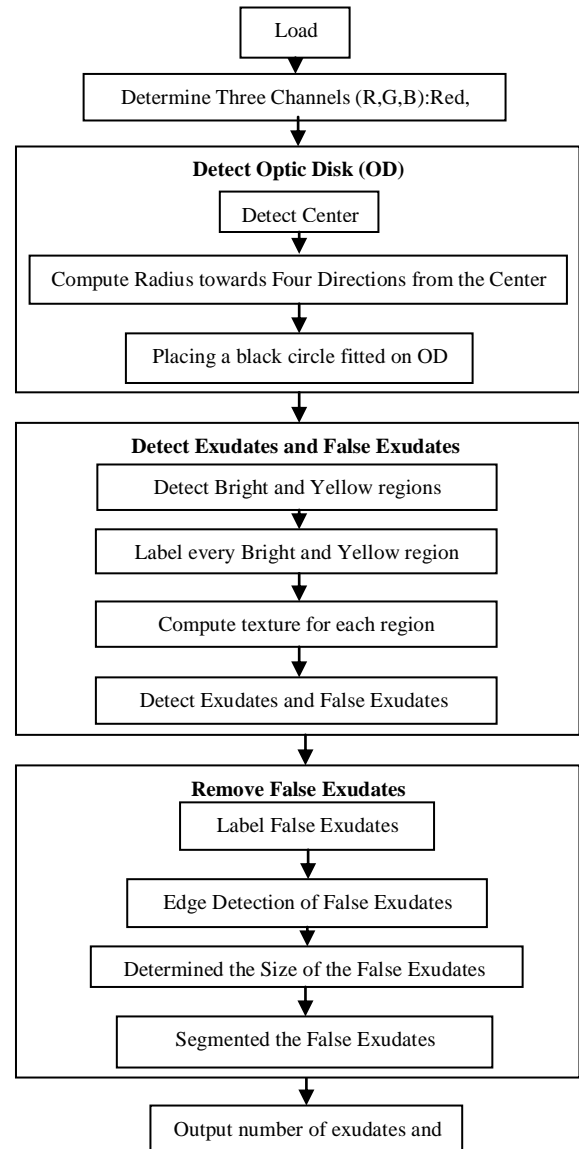 Load
Determine Three Channels (R,G,B):Red,
Detect Optic Disk (OD)
Detect Center
Compute Radius towards Four Directions from the Center
Placing a black circle fitted on OD
Detect Exudates and False Exudates
Detect Bright and Yellow regions
Label every Bright and Yellow region
Compute texture for each region
Detect Exudates and False Exudates
Remove False Exudates
Label False Exudates
Edge Detection of False Exudates
Determined the Size of the False Exudates
Segmented the False Exudates
Output number of exudates and